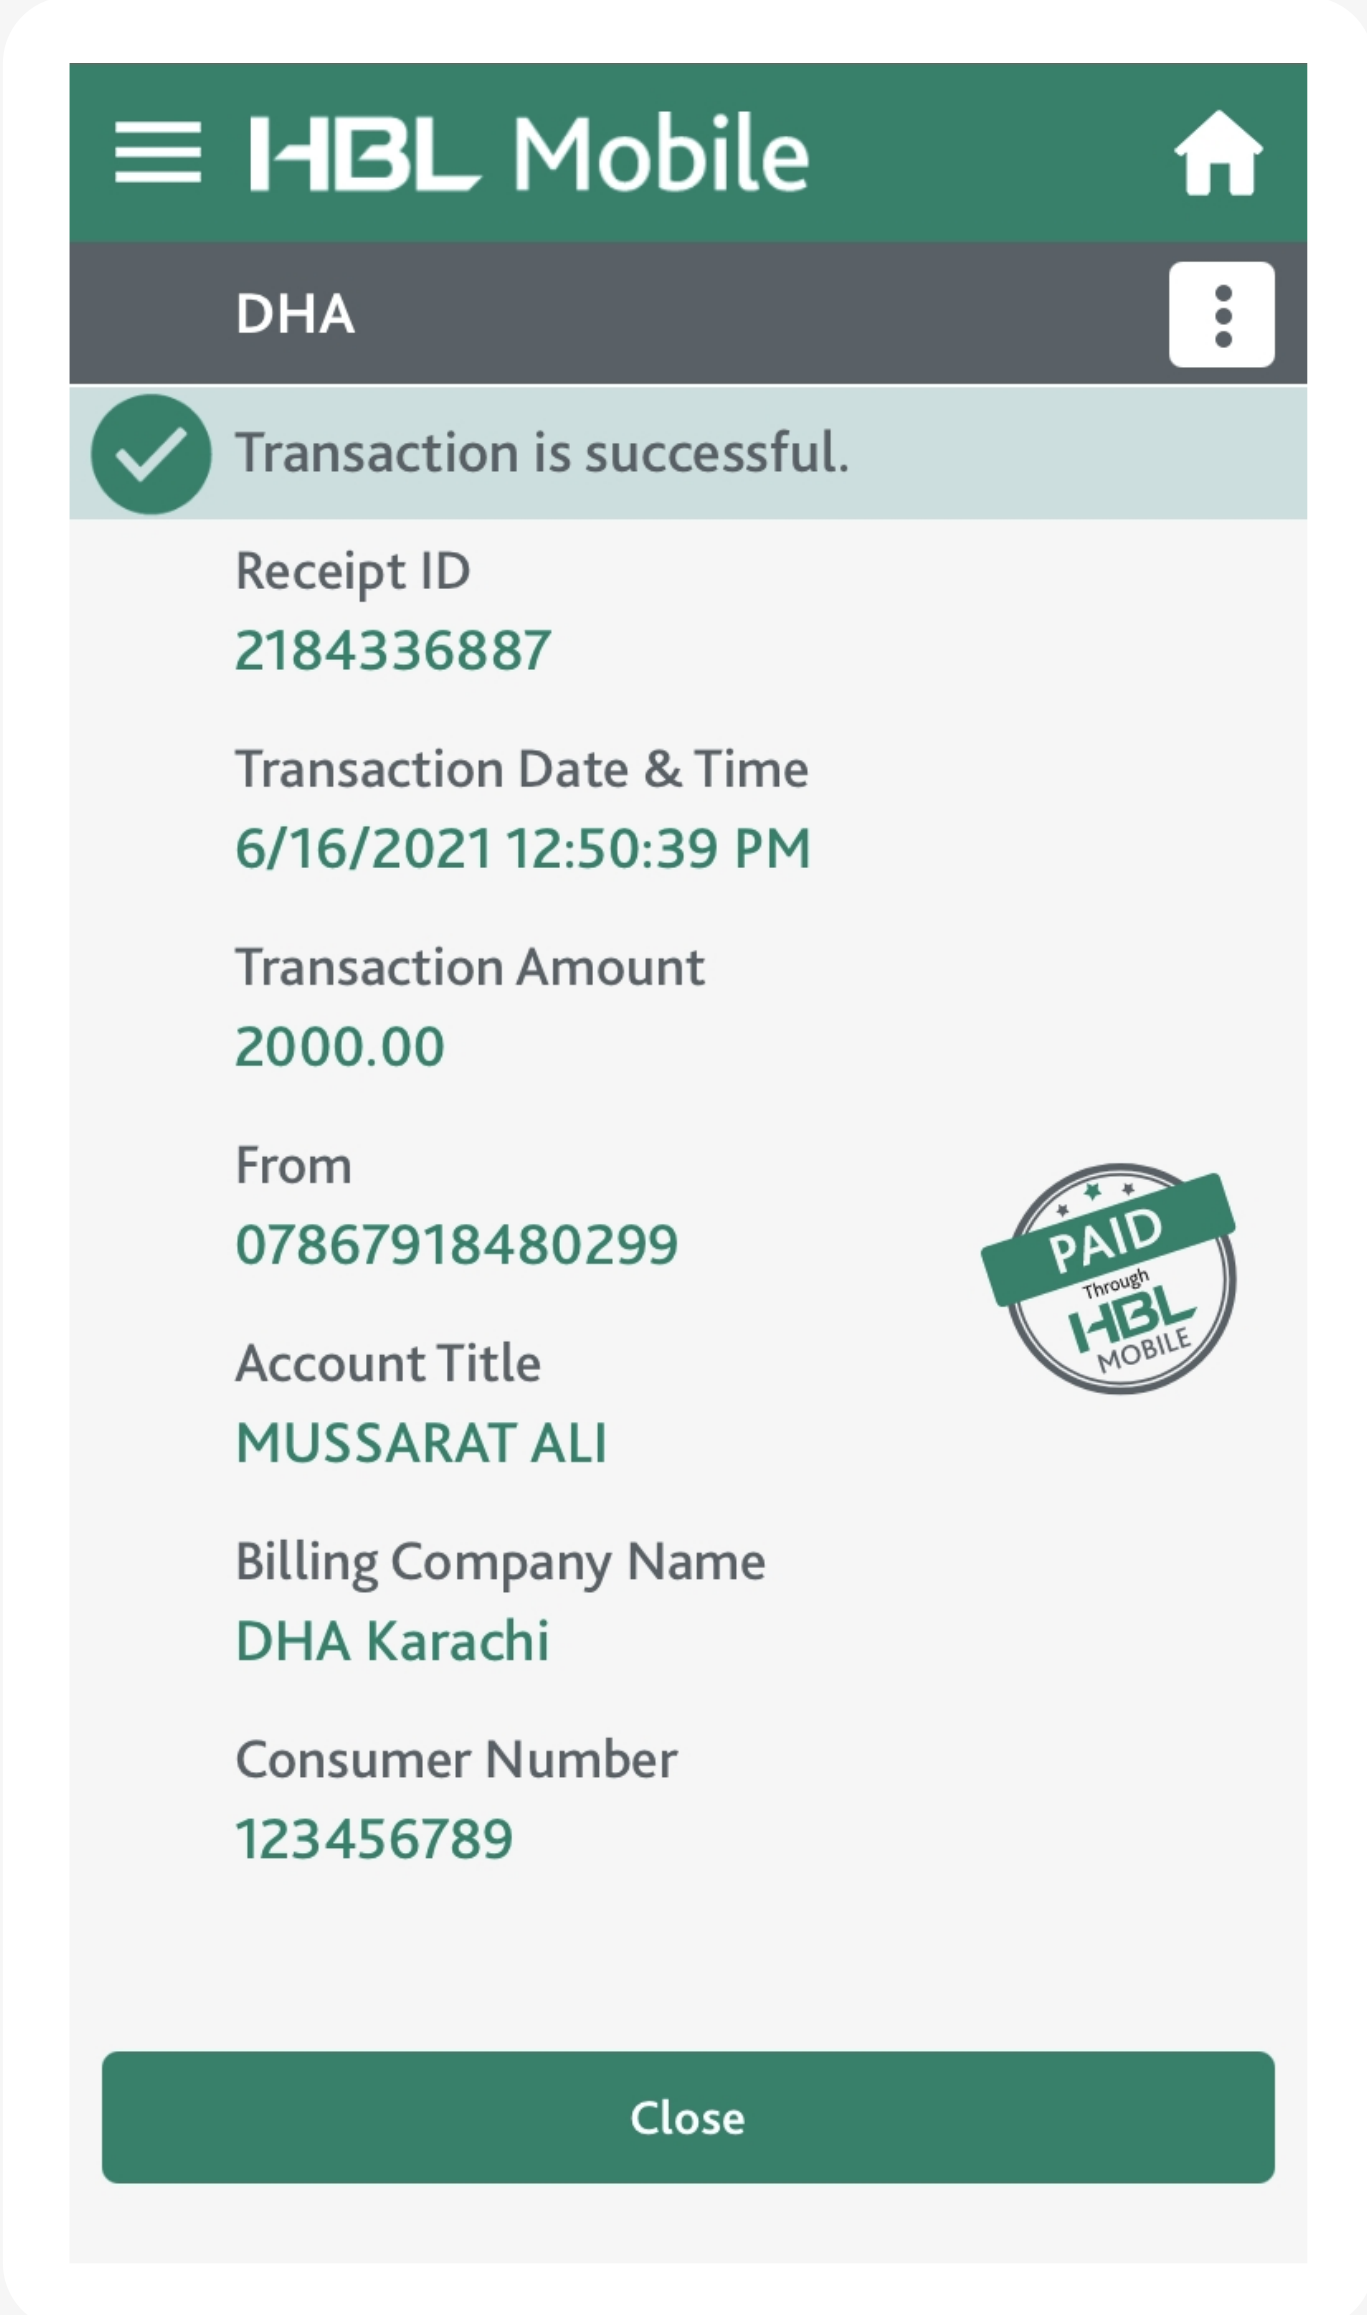 HBL Mobile
DHA
Transaction is successful.
Receipt ID
2184336887
Transaction Date & Time
6/16/2021 12:50:39 PM
Transaction Amount
2000.00
From
07867918480299
Account Title
MUSSARAT ALI
Billing Company Name
DHA Karachi
Consumer Number
123456789
PAID
Through
HBL
MOBILE
Close